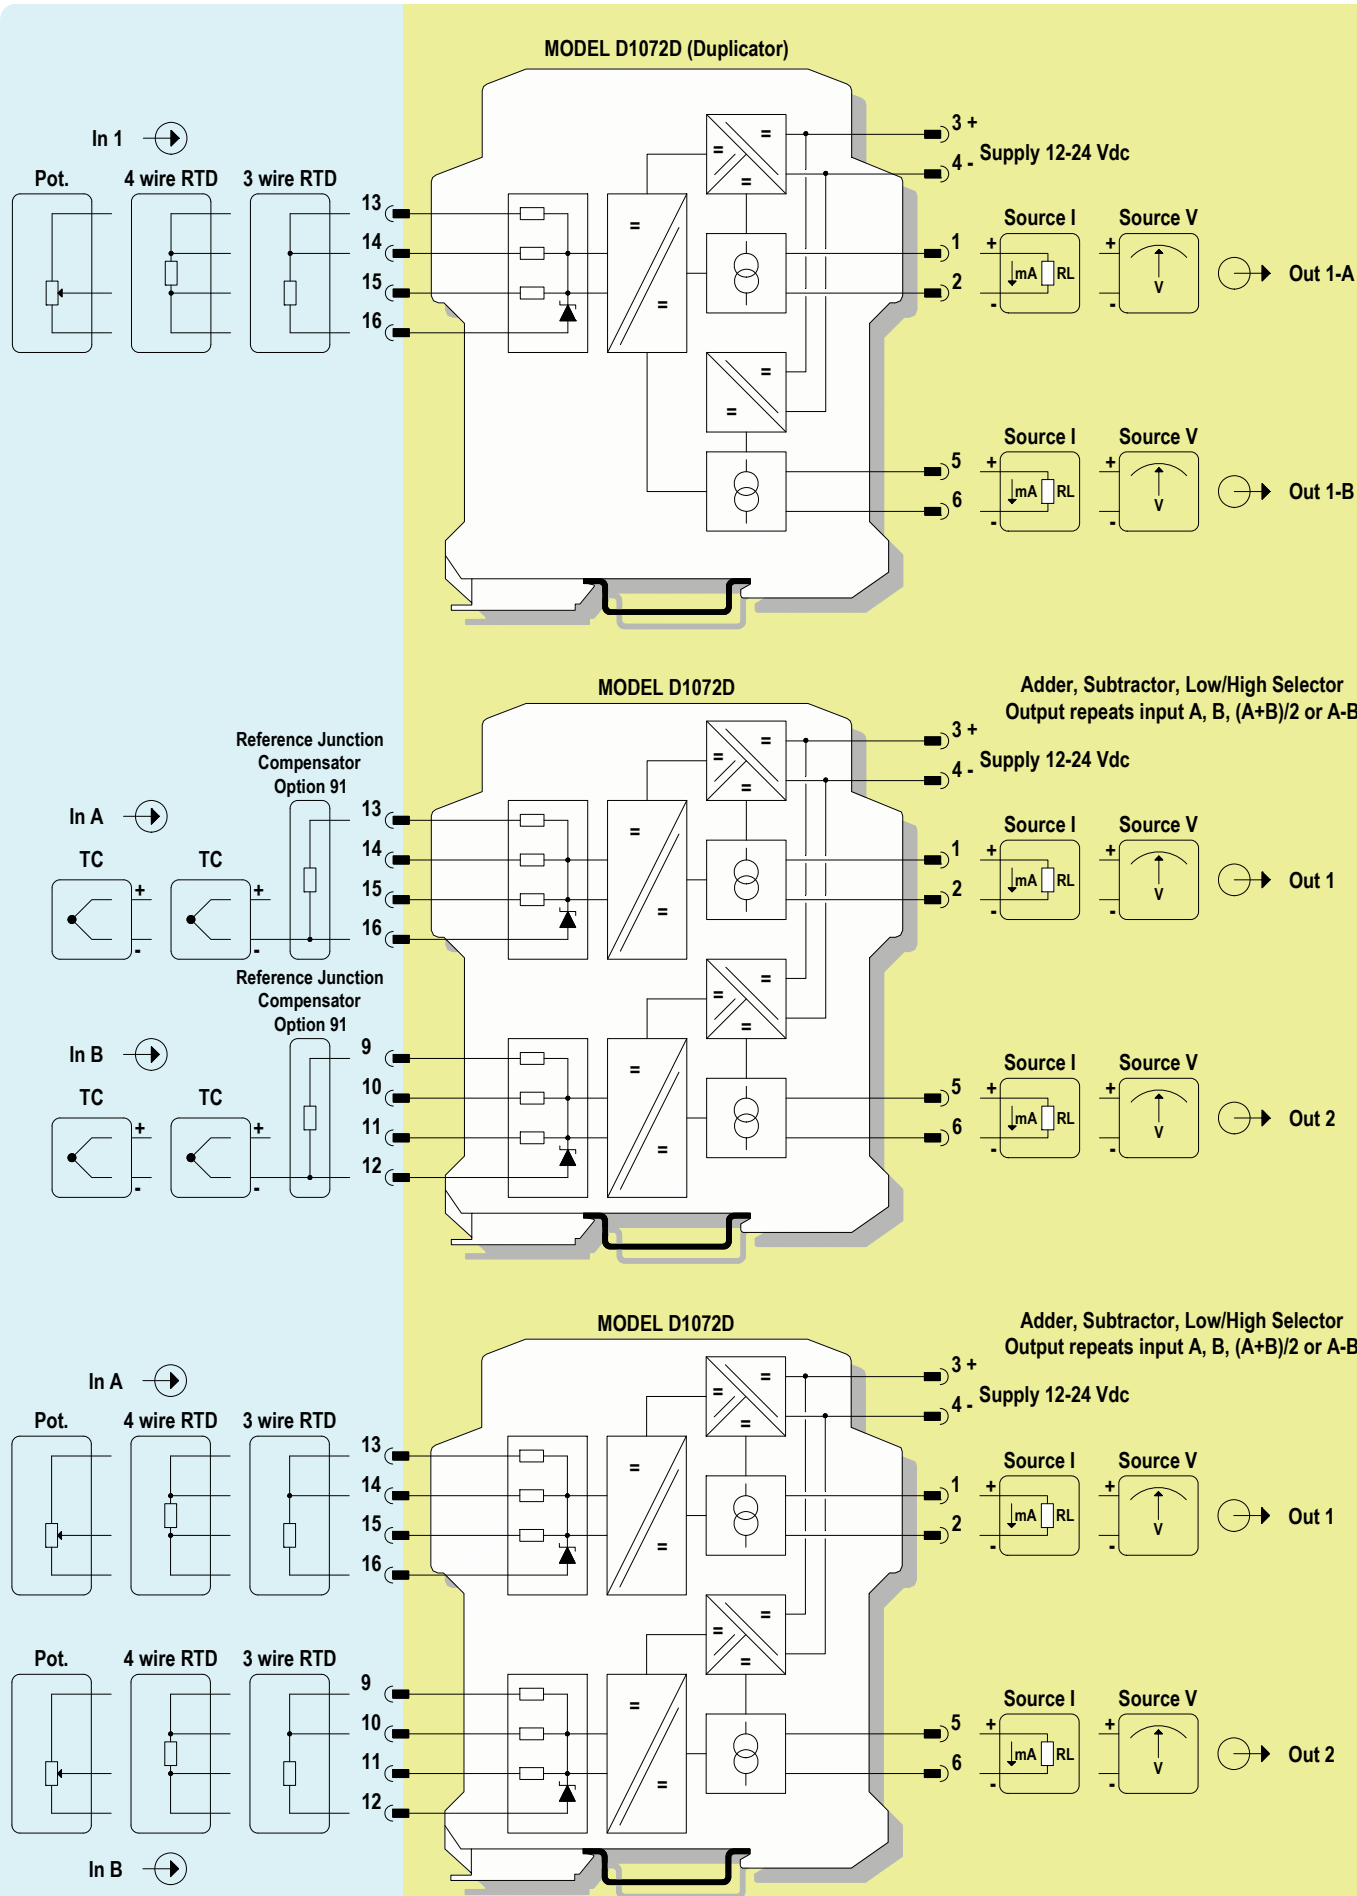 MODEL D1072D (Duplicator)
In 1
Pot.
4 wire RTD
3 wire RTD
13
14
15
16
= = =
= =
= =
3 +
4 -
Supply 12-24 Vdc
1
2
Source I
+ mA RL -
Source V
+ V -
Out 1-A
5
6
Source I
+ mA RL -
Source V
+ V -
Out 1-B
MODEL D1072D
Adder, Subtractor, Low/High Selector
Output repeats input A, B, (A+B)/2 or A-B
Reference Junction
Compensator
Option 91
In A
TC
+ -
TC
+ -
13
14
15
16
= = =
= =
3 +
4 -
Supply 12-24 Vdc
1
2
Source I
+ mA RL -
Source V
+ V -
Out 1
Reference Junction
Compensator
Option 91
In B
TC
+ -
TC
+ -
9
10
11
12
= = =
= =
5
6
Source I
+ mA RL -
Source V
+ V -
Out 2
MODEL D1072D
Adder, Subtractor, Low/High Selector
Output repeats input A, B, (A+B)/2 or A-B
In A
Pot.
4 wire RTD
3 wire RTD
13
14
15
16
= = =
= =
3 +
4 -
Supply 12-24 Vdc
1
2
Source I
+ mA RL -
Source V
+ V -
Out 1
Pot.
4 wire RTD
3 wire RTD
9
10
11
12
= = =
= =
5
6
Source I
+ mA RL -
Source V
+ V -
Out 2
In B